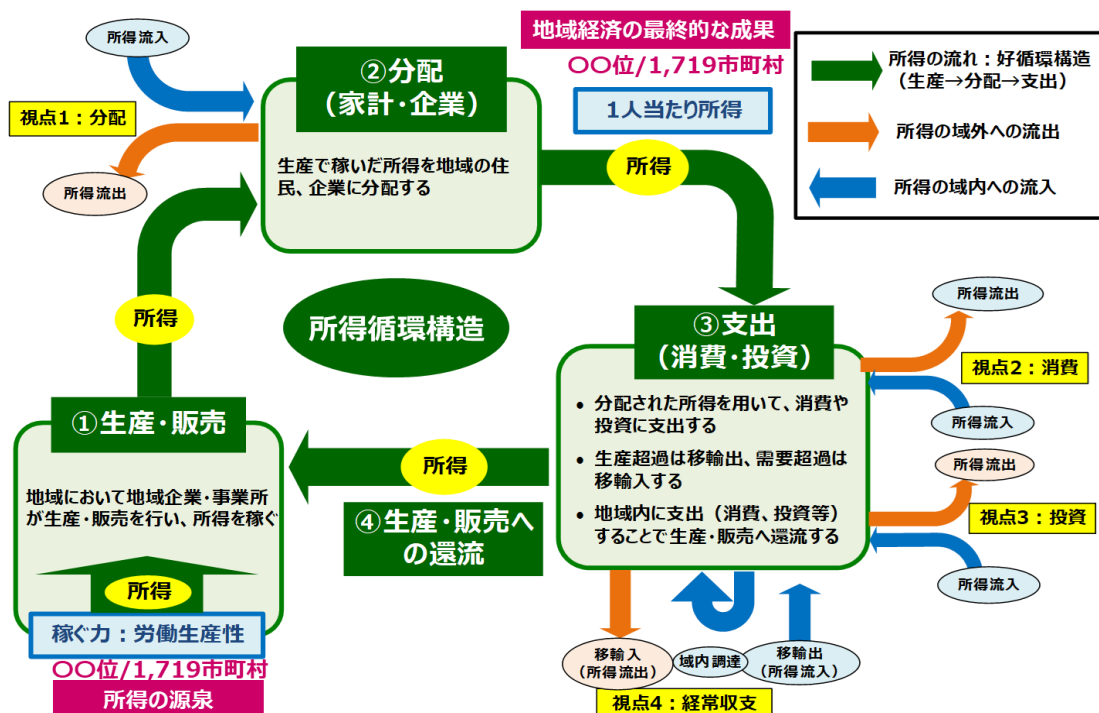 所得流入
視点1：分配
所得流出
②分配
（家計・企業）
生産で稼いだ所得を地域の住
民、企業に分配する
地域経済の最終的な成果
〇〇位/1,719市町村
1人当たり所得
所得
所得の流れ：好循環構造
（生産→分配→支出）
所得の域外への流出
所得の域内への流入
所得
所得循環構造
③支出
（消費・投資）
• 分配された所得を用いて、消費や
投資に支出する
• 生産超過は移輸出、需要超過は
移輸入する
• 地域内に支出（消費、投資等）
することで生産・販売へ還流する
所得流出
視点2：消費
所得流入
所得流出
視点3：投資
所得流入
①生産・販売
地域において地域企業・事業所
が生産・販売を行い、所得を稼ぐ
所得
稼ぐ力：労働生産性
〇〇位/1,719市町村
所得の源泉
所得
④生産・販売へ
の還流
移輸入
（所得流出）
域内調達
移輸出
（所得流入）
視点4：経常収支